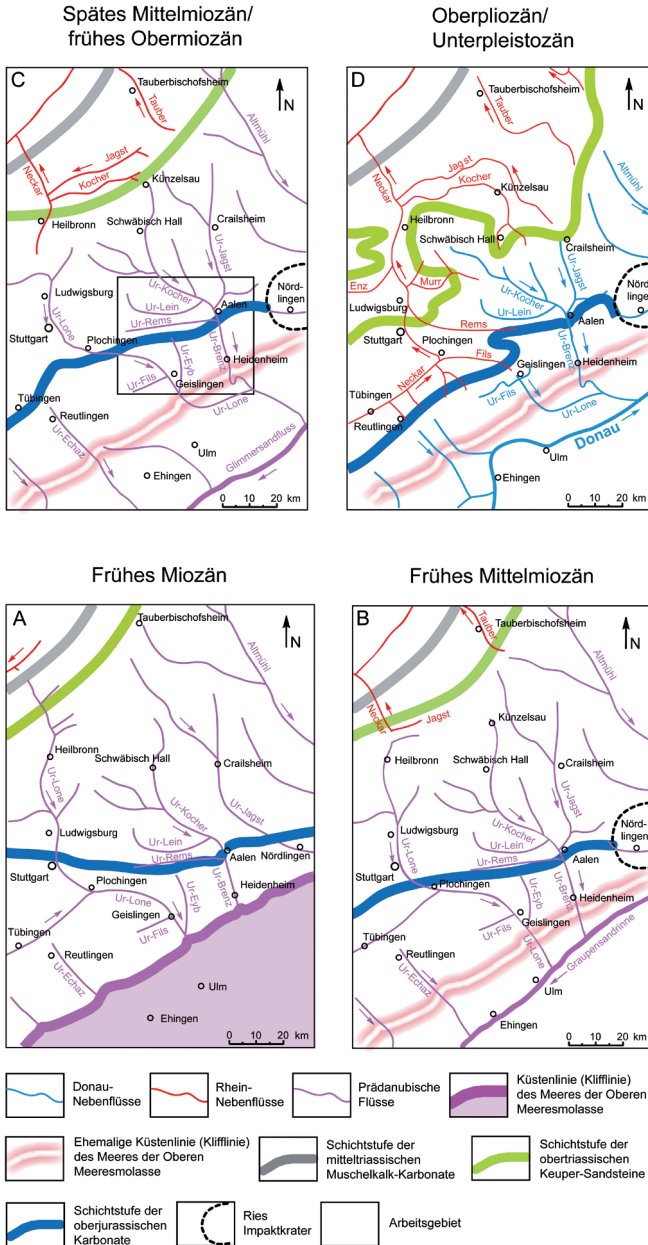 Spätes Mittelmiozän/
frühes Obermiozän
C
Tauberbischofsheim
N
Tauber
Altmühl
Jagst
Kocher
Neckar
Künzelsau
Heilbronn
Schwäbisch Hall
Crailsheim
Ur-Jagst
Nörd-
lingen
Ludwigsburg
Ur-Kocher
Ur-Lein
Aalen
Ur-Lone
Ur-Rems
Stuttgart
Plochingen
Ur-Eyb
Ur-Brenz
Heidenheim
Ur-Fils
Geislingen
Tübingen
Reutlingen
Ur-Lone
Ur-Echaz
Ulm
Glimmersandfluss
Ehingen
0 10 20
km
Oberpliozän/
Unterpleistozän
D
Tauberbischofsheim
N
Tauber
Altmühl
Jagst
Kocher
Neckar
Künzelsau
Heilbronn
Schwäbisch Hall
Crailsheim
Ur-Jagst
Nörd-
lingen
Enz
Murr
Ur-Kocher
Ludwigsburg
Ur-Lein
Aalen
Rems
Stuttgart
Plochingen
Ur-Brenz
Fils
Heidenheim
Geislingen
Neckar
Tübingen
Ur-Fils
Ur-Lone
Reutlingen
Donau
Ulm
Ehingen
0 10 20
km
Frühes Miozän
A
Tauberbischofsheim
N
Altmühl
Heilbronn
Schwäbisch Hall
Crailsheim
Ur-Lone
Ur-Kocher
Ur-Jagst
Ludwigsburg
Ur-Lein
Ur-Rems
Aalen
Nördlingen
Stuttgart
Plochingen
Ur-Eyb
Ur-Brenz
Heidenheim
Ur-Lone
Geislingen
Ur-Fils
Tübingen
Reutlingen
Ur-Echaz
Ulm
Ehingen
0 10 20
km
Frühes Mittelmiozän
B
Tauber
Tauberbischofsheim
N
Altmühl
Neckar
Jagst
Künzelsau
Heilbronn
Schwäbisch Hall
Crailsheim
Ur-Jagst
Nörd-
lingen
Ludwigsburg
Ur-Kocher
Ur-Lone
Ur-Lein
Aalen
Ur-Rems
Stuttgart
Plochingen
Ur-Eyb
Ur-Brenz
Heidenheim
Geislingen
Tübingen
Ur-Fils
Ur-Lone
Reutlingen
Graupensandrinne
Ur-Echaz
Ulm
Ehingen
0 10 20
km
Donau-
Nebenflüsse
Rhein-
Nebenflüsse
Prädanubische
Flüsse
Küstenlinie (Klifflinie)
des Meeres der Oberen
Meeresmolasse
Ehemalige Küstenlinie (Klifflinie)
des Meeres der Oberen
Meeresmolasse
Schichtstufe der
mitteltriassischen
Muschelkalk-Karbonate
Schichtstufe der
obertriassischen
Keuper-Sandsteine
Schichtstufe der
oberjurassischen
Karbonate
Ries
Impaktkrater
Arbeitsgebiet